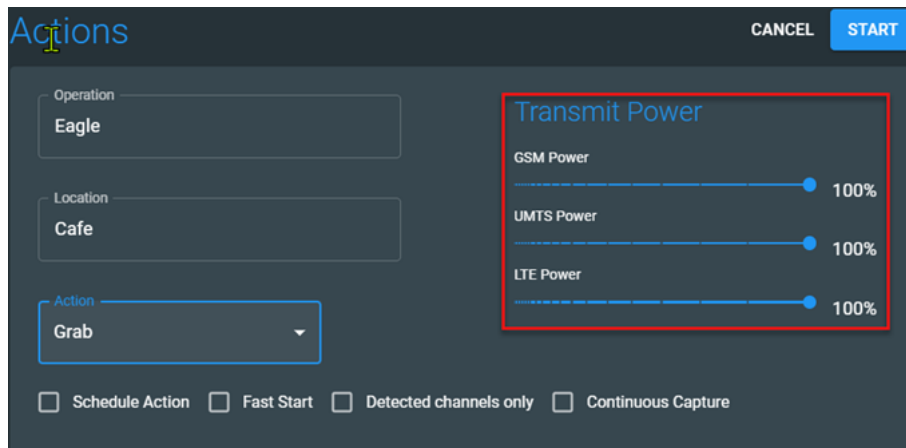 Actions
CANCEL
START
Operation
Eagle
Location
Cafe
Action
Grab
Transmit Power
GSM Power
100%
UMTS Power
100%
LTE Power
100%
Schedule Action
Fast Start
Detected channels only
Continuous Capture